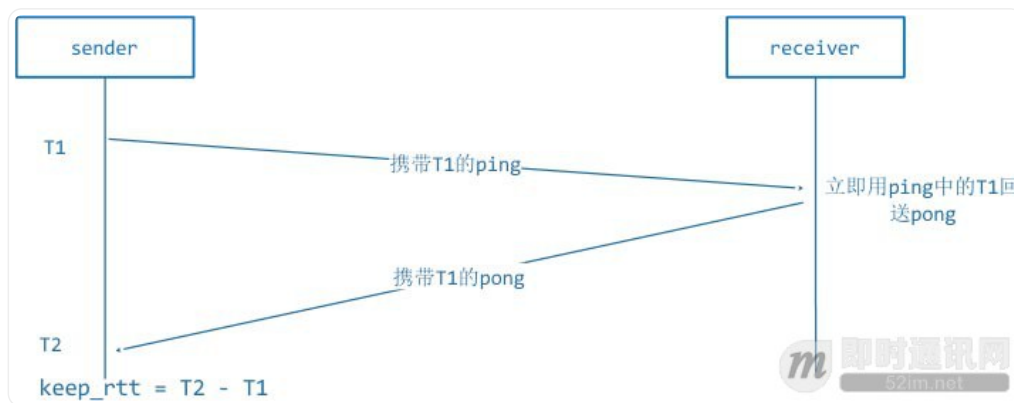 sender
receiver
T1
携带T1的ping
立即用ping中的T1回
送pong
携带T1的pong
T2
keep_rtt = T2 - T1
即时通讯网
52im.net